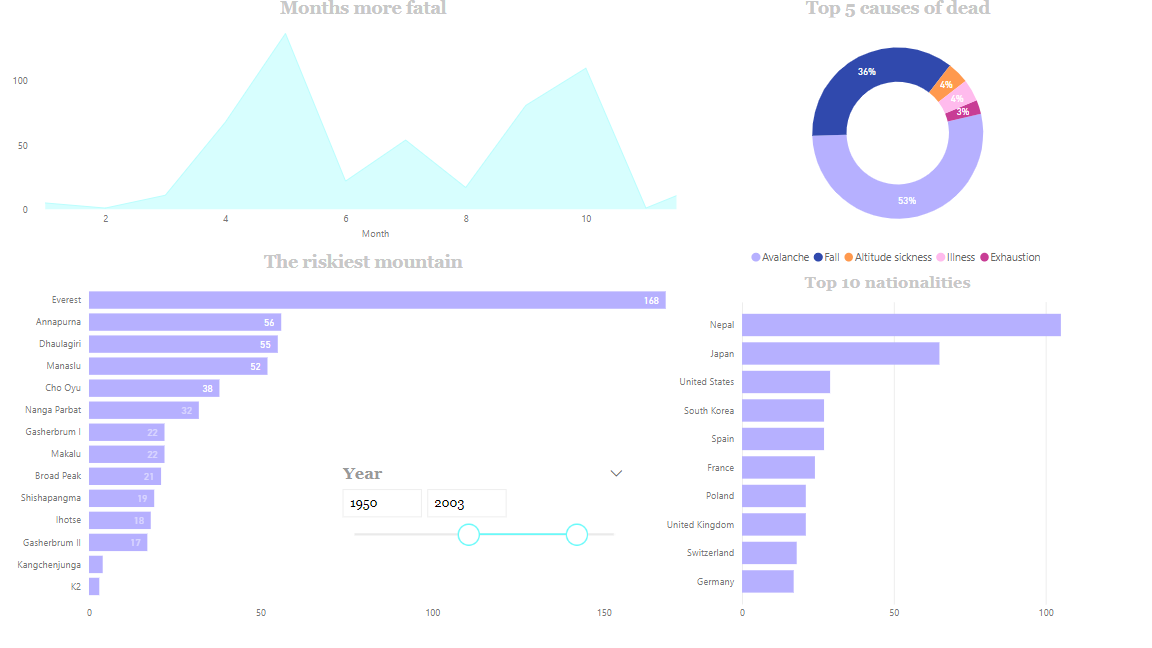 Months more fatal
100
50
0
2 4 6 8 10
Month
Top 5 causes of dead
36%
4%
4%
3%
53%
Avalanche Fall Altitude sickness Illness Exhaustion
The riskiest mountain
Everest 168
Annapurna 56
Dhaulagiri 55
Manaslu 52
Cho Oyu 38
Nanga Parbat 32
Gasherbrum I 22
Makalu 22
Broad Peak 21
Shishapangma 19
lhotse 18
Gasherbrum II 17
Kangchenjunga
K2
0 50 100 150
Year
1950 2003
Top 10 nationalities
Nepal
Japan
United States
South Korea
Spain
France
Poland
United Kingdom
Switzerland
Germany
0 50 100